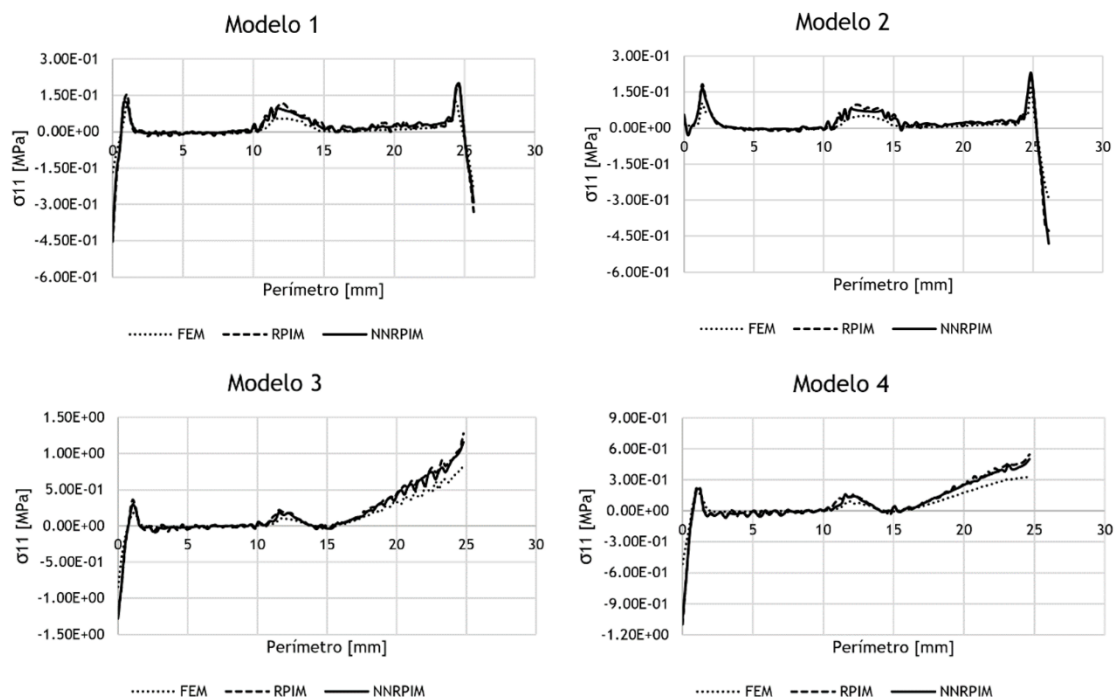 Modelo 1
3.00E-01
1.50E-01
0.00E+00
-1.50E-01
-3.00E-01
-4.50E-01
-6.00E-01
0 5 10 15 20 25 30
σ11 [MPa]
Perímetro [mm]
FEM RPIM NNRPIM
Modelo 2
3.00E-01
1.50E-01
0.00E+00
-1.50E-01
-3.00E-01
-4.50E-01
-6.00E-01
0 5 10 15 20 25 30
σ11 [MPa]
Perímetro [mm]
FEM RPIM NNRPIM
Modelo 3
1.50E+00
1.00E+00
5.00E-01
0.00E+00
-5.00E-01
-1.00E+00
-1.50E+00
0 5 10 15 20 25 30
σ11 [MPa]
Perímetro [mm]
FEM RPIM NNRPIM
Modelo 4
9.00E-01
6.00E-01
3.00E-01
0.00E+00
-3.00E-01
-6.00E-01
-9.00E-01
-1.20E+00
0 5 10 15 20 25 30
σ11 [MPa]
Perímetro [mm]
FEM RPIM NNRPIM